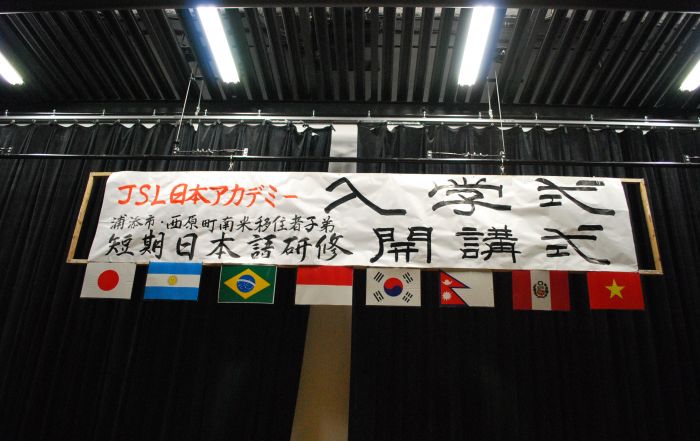 JSL日本アカデミー 入学式
浦添市・西原町南米移住者子弟
短期日本語研修 開講式